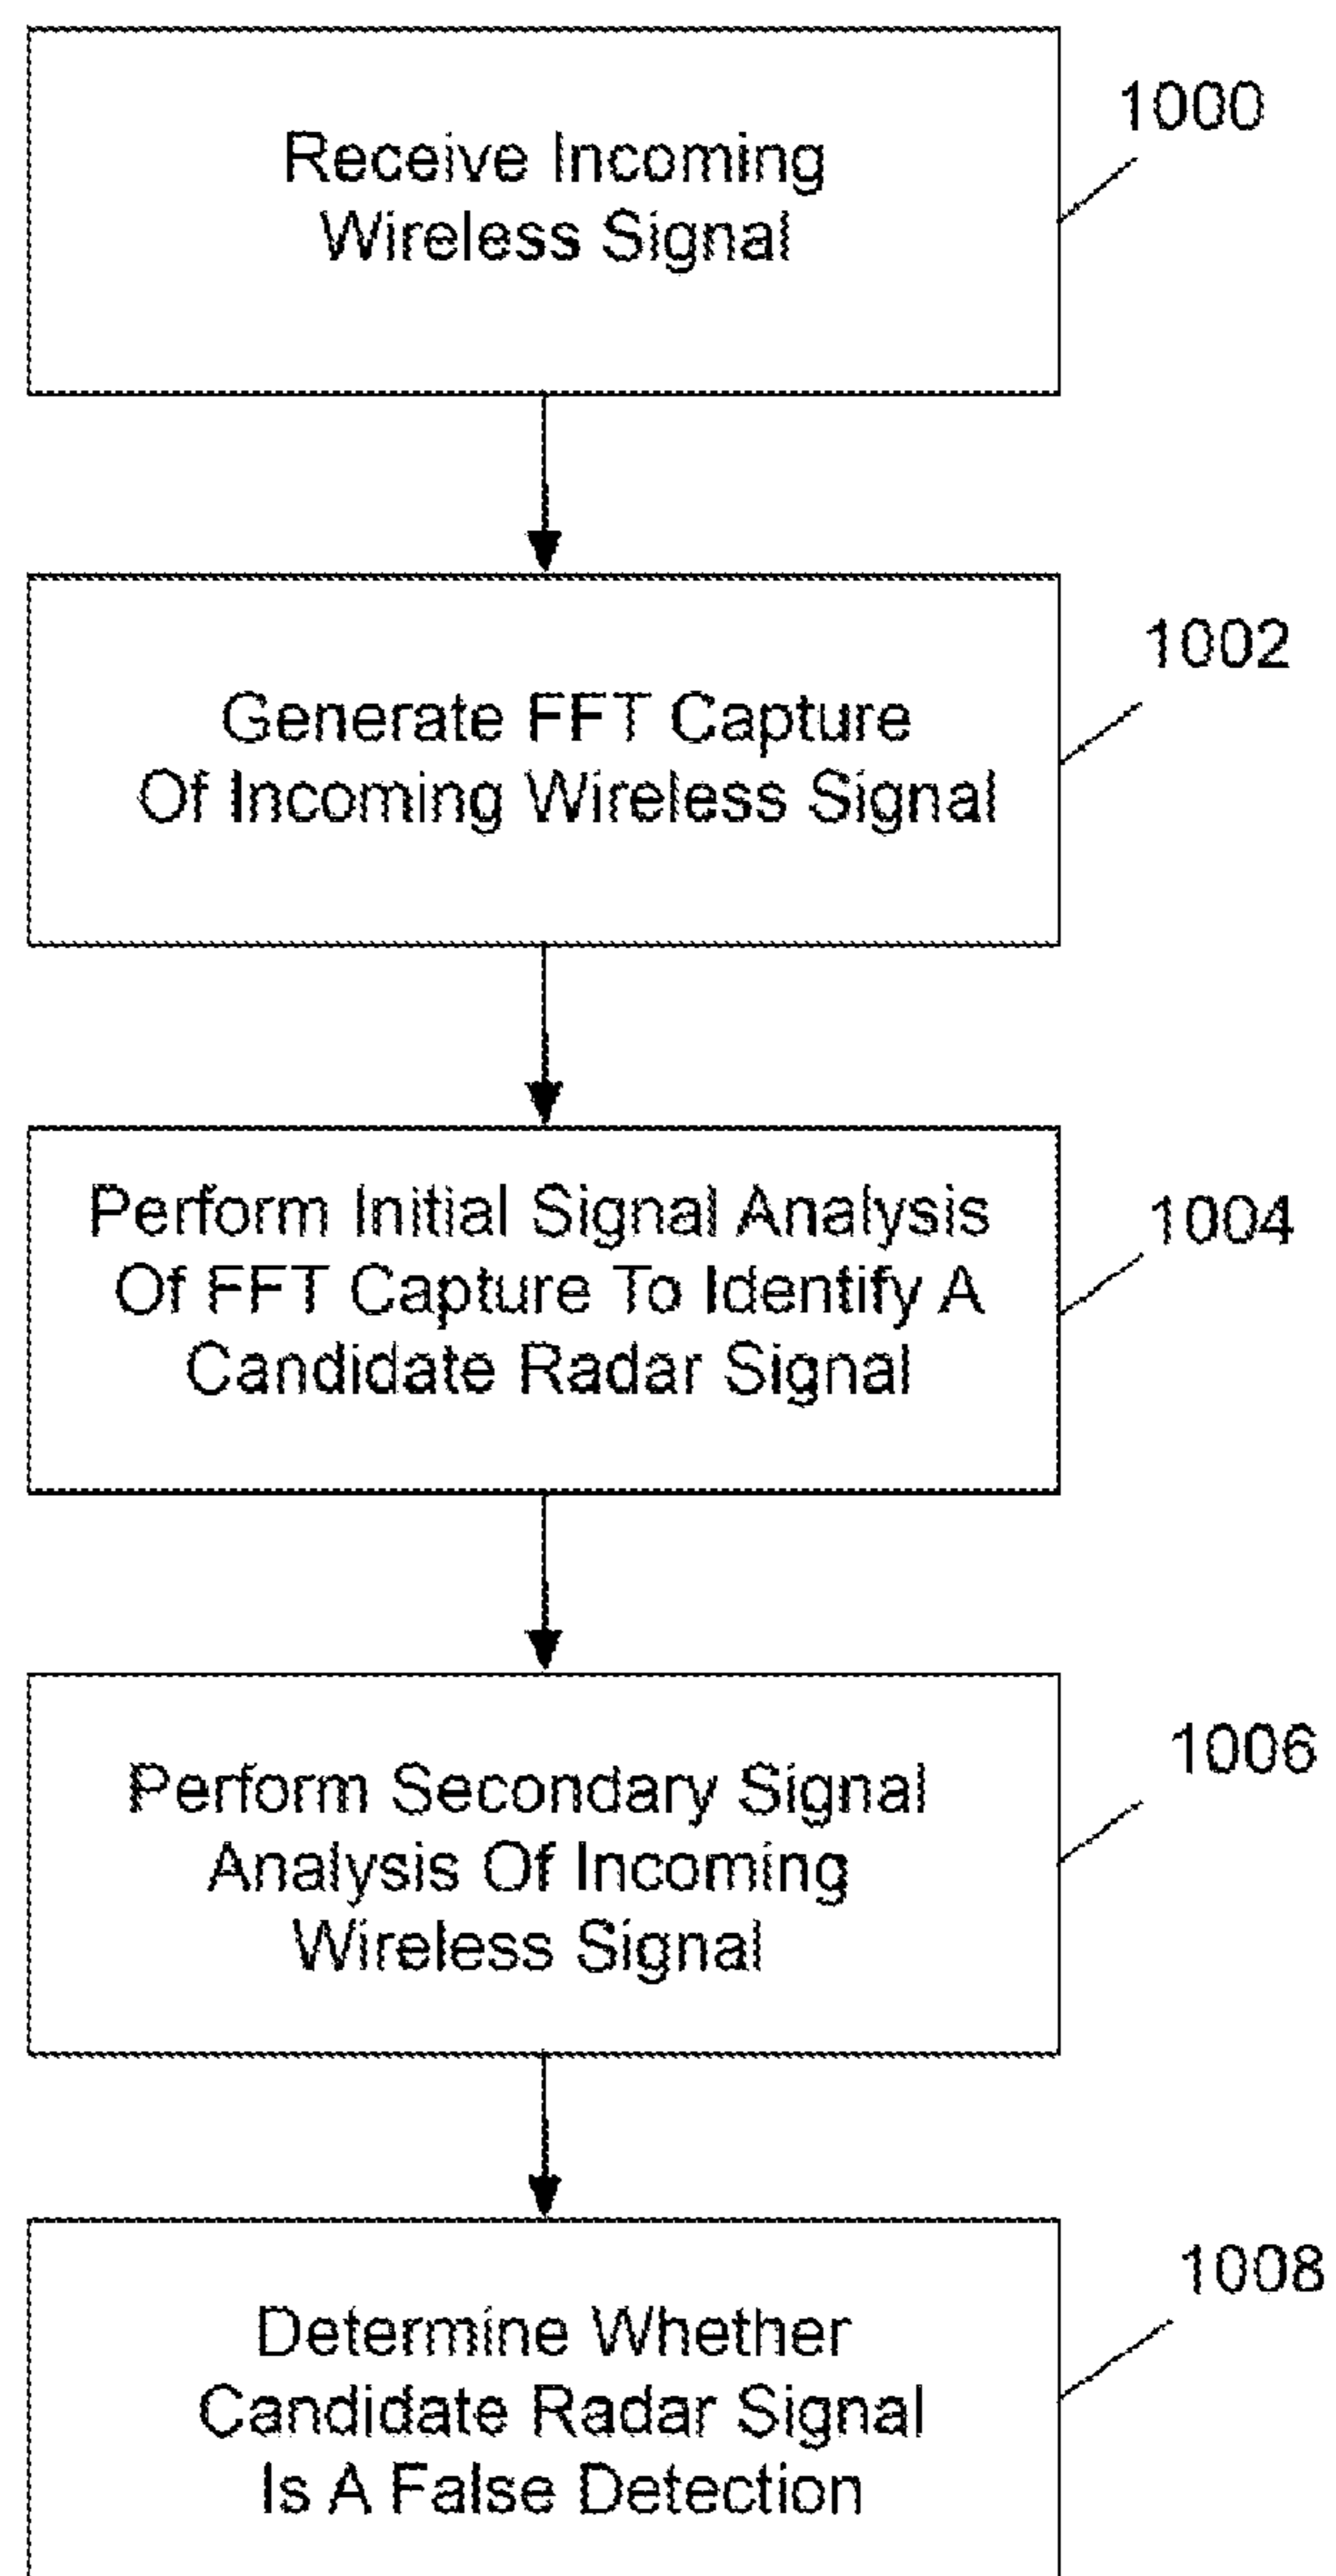 Receive Incoming
Wireless Signal
1000
Generate FFT Capture
Of Incoming Wireless Signal
1002
Perform Initial Signal Analysis
Of FFT Capture To Identify A
Candidate Radar Signal
1004
Perform Secondary Signal
Analysis Of Incoming
Wireless Signal
1006
Determine Whether
Candidate Radar Signal
Is A False Detection
1008